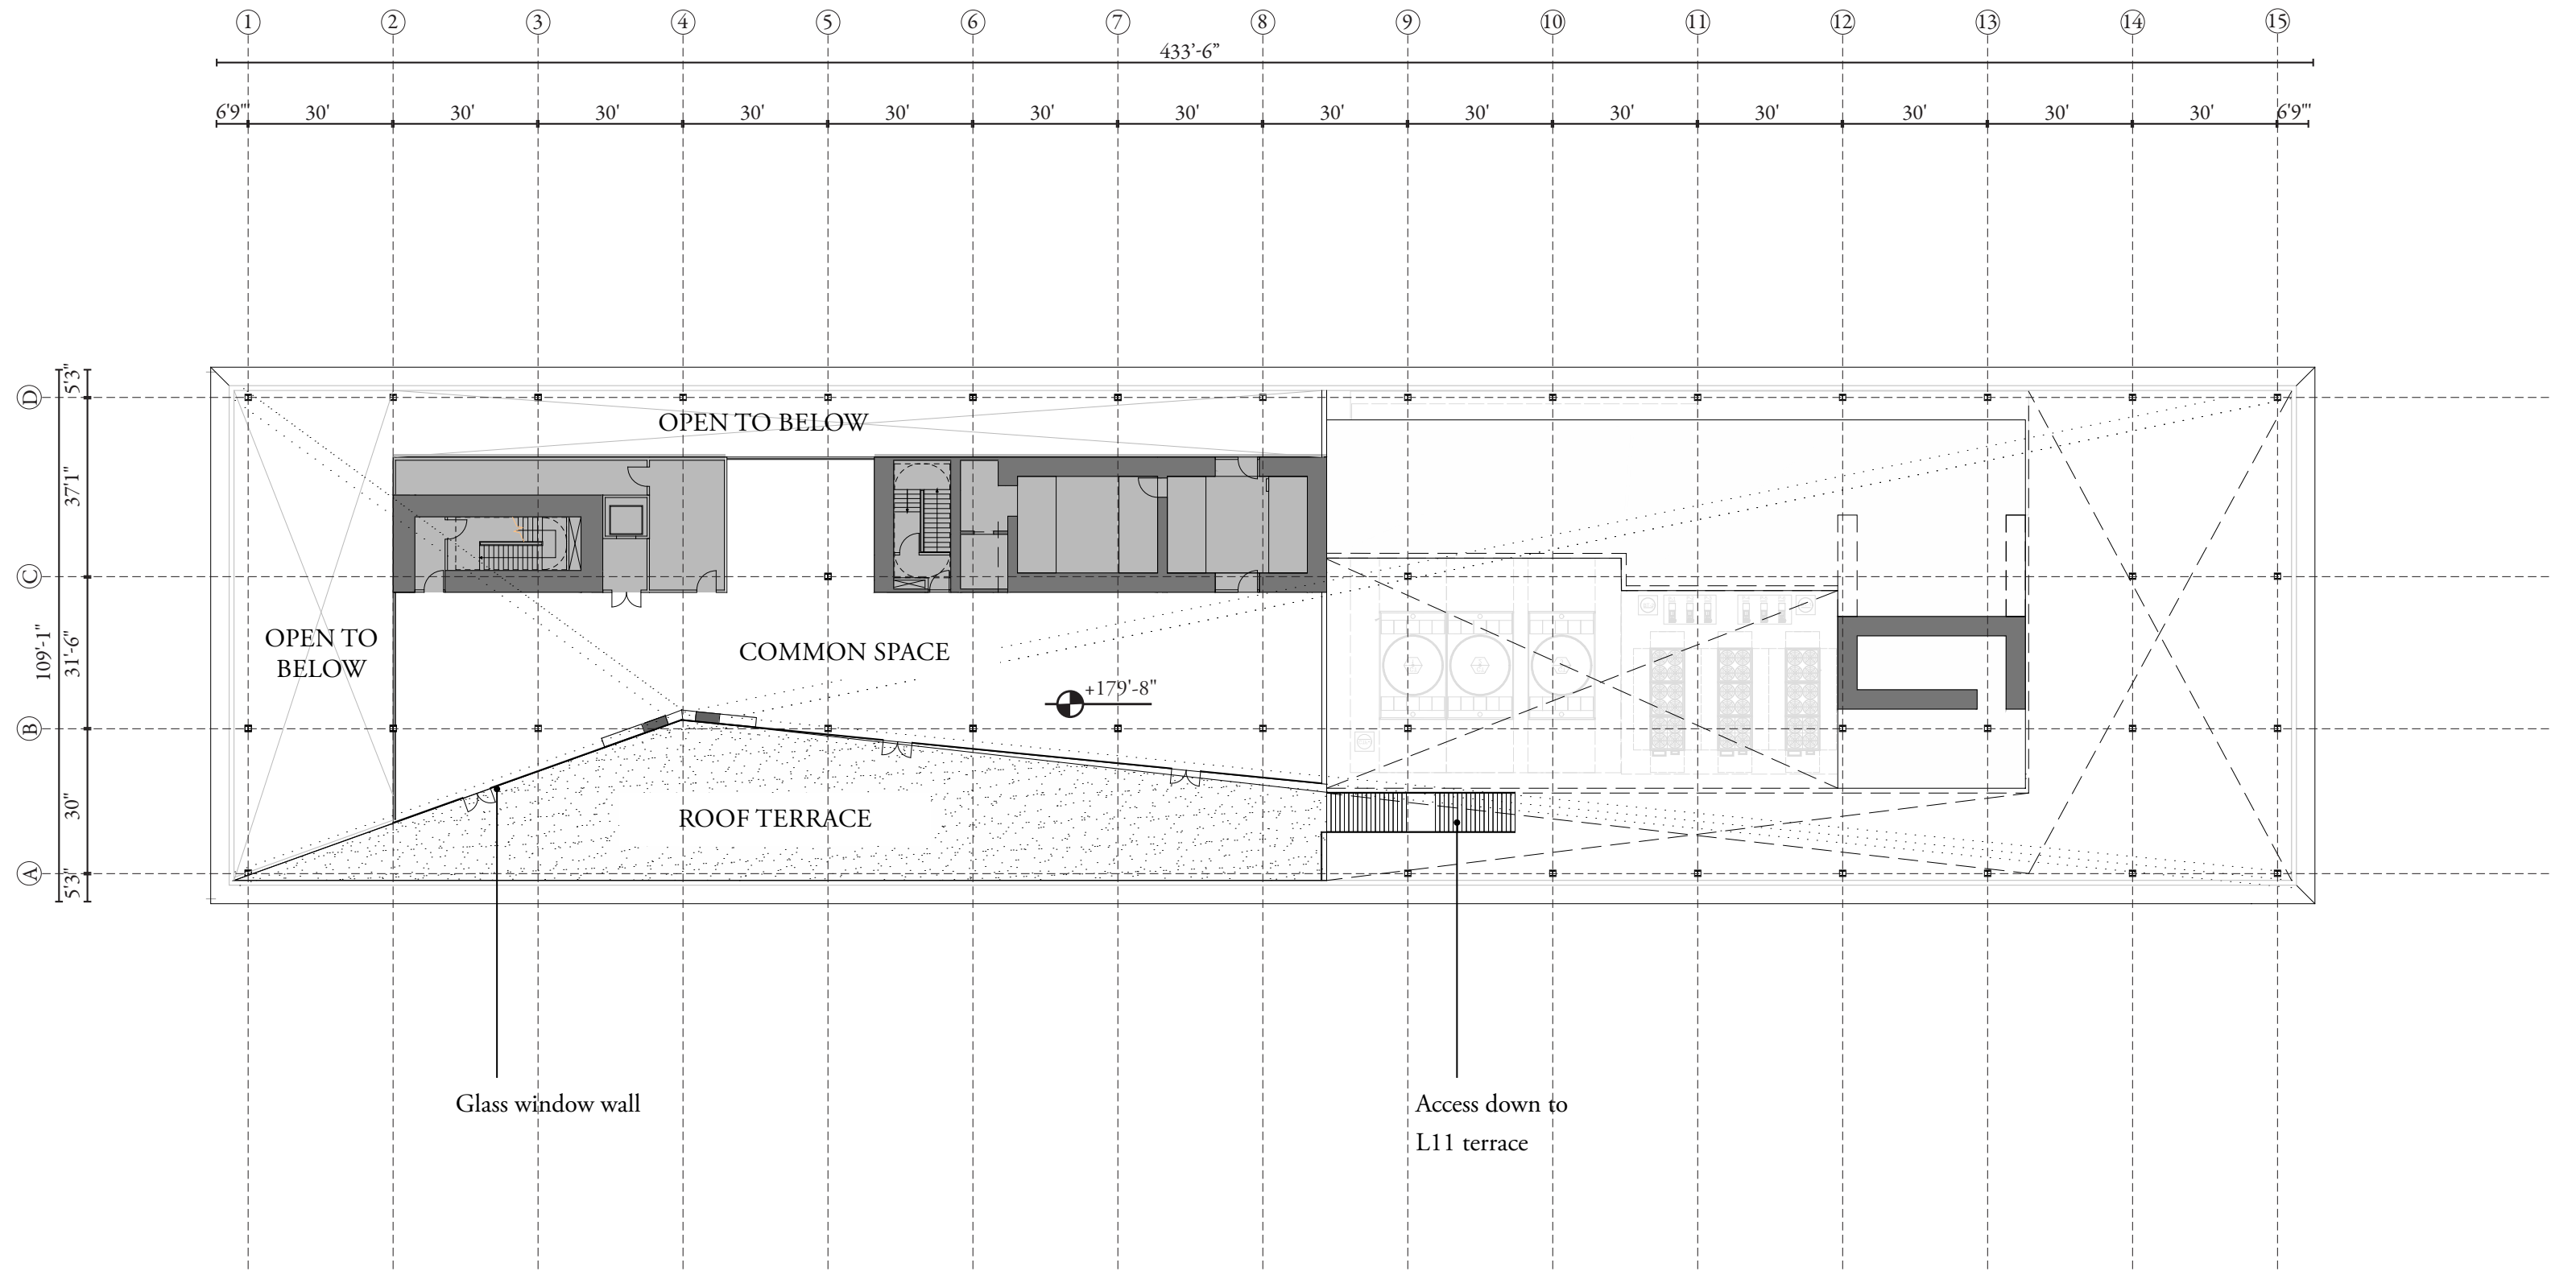 1 2 3 4 5 6 7 8 9 10 11 12 13 14 15
433'-6"
6'9'" 30' 30' 30' 30' 30' 30' 30' 30' 30' 30' 30' 30' 30' 30' 6'9'"
D
C
B
A
5'3"
37'1"
31'-6"
30"
5'3"
109'-1"
OPEN TO BELOW
OPEN TO
BELOW
COMMON SPACE
+179'-8"
ROOF TERRACE
Glass window wall
Access down to
L11 terrace